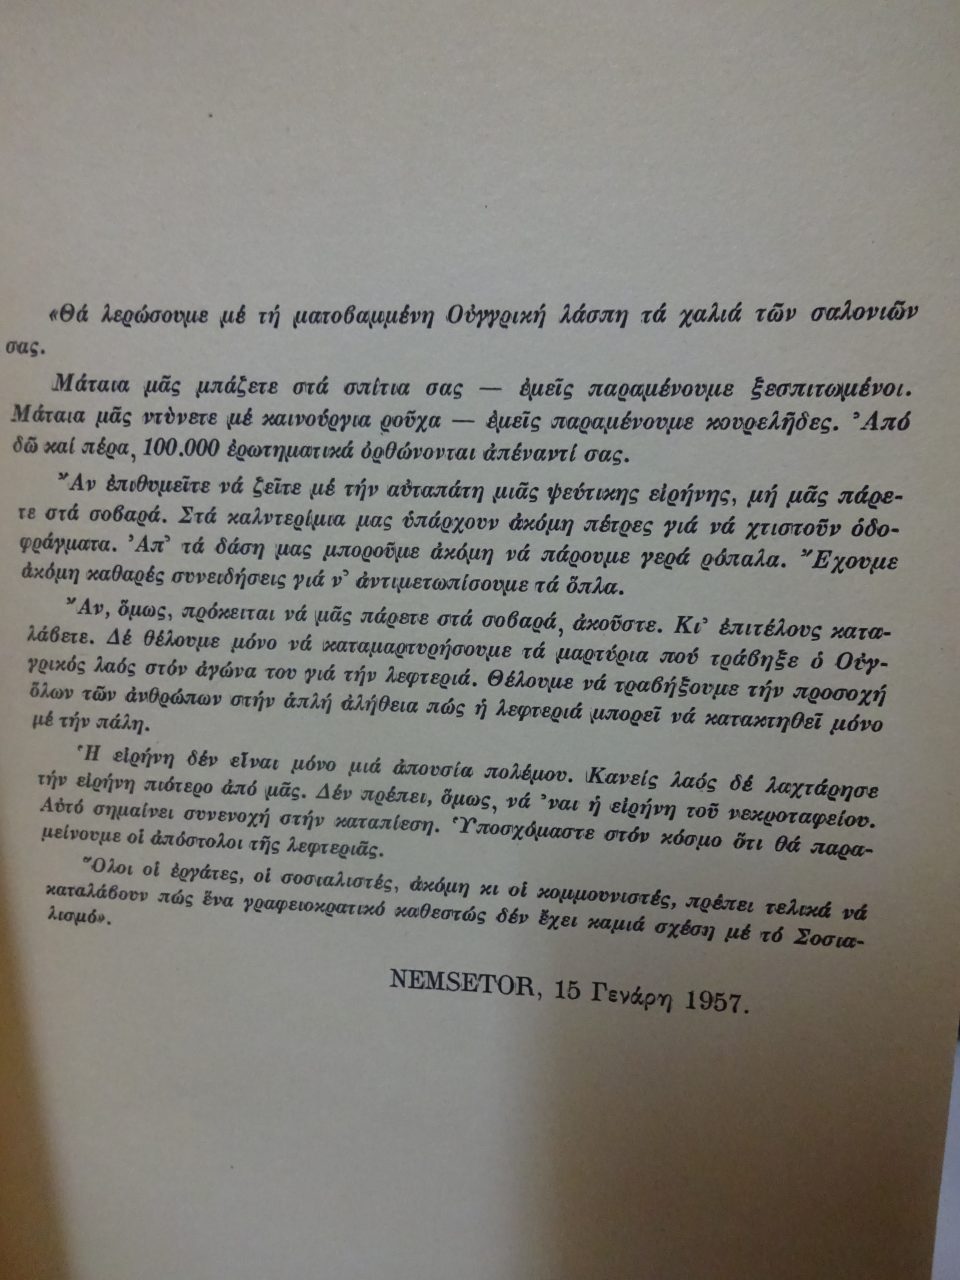 «Θά λερώσουμε μέ τή ματοβαμμένη Οὑγγρική λάσπη τά χαλιά τῶν σαλονιῶν
σας.
Μάταια μᾶς μπάζετε στά σπίτια σας — ἐμεῖς παραμένουμε ξεσπιτωμένοι.
Μάταια μᾶς ντύνετε μέ καινούργια ροῦχα — ἐμεῖς παραμένουμε κουρελῆδες. Ἀπό
δῶ καί πέρα, 100.000 ἐρωτηματικά ὀρθώνονται ἀπέναντί σας.
Ἄν ἐπιθυμεῖτε νά ζεῖτε μέ τήν αὐταπάτη μιᾶς ψεύτικης εἰρήνης, μή μᾶς πάρε-
τε στά σοβαρά. Στά καλντερίμια μας ὑπάρχουν ἀκόμη πέτρες γιά νά χτιστοῦν ὁδο-
φράγματα. Ἀπ' τά δάση μας μποροῦμε ἀκόμη νά πάρουμε γερά ρόπαλα. Ἔχουμε
ἀκόμη καθαρές συνειδήσεις γιά ν' ἀντιμετωπίσουμε τά ὅπλα.
Ἄν, ὅμως, πρόκειται νά μᾶς πάρετε στά σοβαρά, ἀκοῦστε. Κι' ἐπιτέλους κατα-
λάβετε. Δέ θέλουμε μόνο νά καταμαρτυρήσουμε τά μαρτύρια πού τράβηξε ὁ Οὑγ-
γρικός λαός στόν ἀγώνα του γιά τήν λεφτεριά. Θέλουμε νά τραβήξουμε τήν προσοχή
ὅλων τῶν ἀνθρώπων στήν ἁπλή ἀλήθεια πώς ἡ λεφτεριά μπορεῖ νά κατακτηθεῖ μόνο
μέ τήν πάλη.
Ἡ εἰρήνη δέν εἶναι μόνο μιά ἀπουσία πολέμου. Κανείς λαός δέ λαχτάρησε
τήν εἰρήνη πιότερο ἀπό μᾶς. Δέν πρέπει, ὅμως, νά 'ναι ἡ εἰρήνη τοῦ νεκροταφείου.
Αὐτό σημαίνει συνενοχή στήν καταπίεση. Ὑποσχόμαστε στόν κόσμο ὅτι θά παρα-
μείνουμε οἱ ἀπόστολοι τῆς λεφτεριᾶς.
Ὅλοι οἱ ἐργάτες, οἱ σοσιαλιστές, ἀκόμη κι οἱ κομμουνιστές, πρέπει τελικά νά
καταλάβουν πώς ἕνα γραφειοκρατικό καθεστώς δέν ἔχει καμιά σχέση μέ τό Σοσια-
λισμό».
NEMSETOR, 15 Γενάρη 1957.